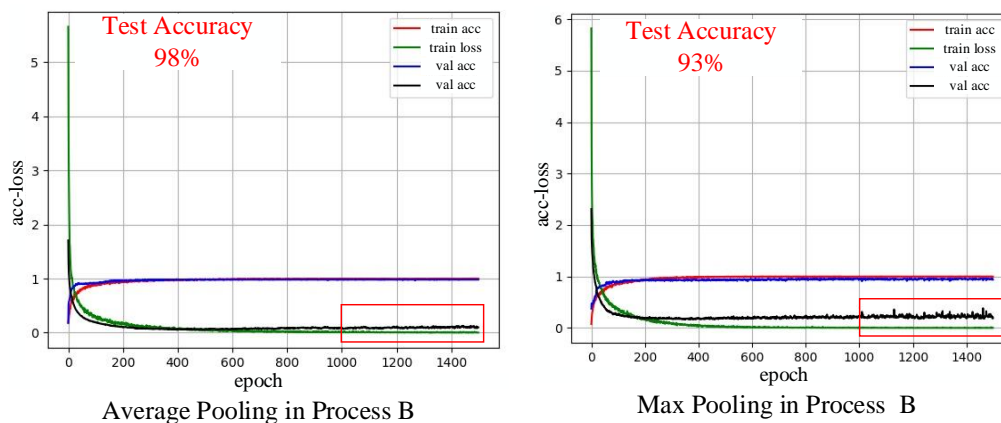 Test Accuracy
98%
train acc
train loss
val acc
val acc
5
4
3
2
1
0
acc-loss
0
200
400
600
800
1000
1200
1400
epoch
Average Pooling in Process B
Test Accuracy
93%
train acc
train loss
val acc
val acc
6
5
4
3
2
1
0
acc-loss
0
200
400
600
800
1000
1200
1400
epoch
Max Pooling in Process B